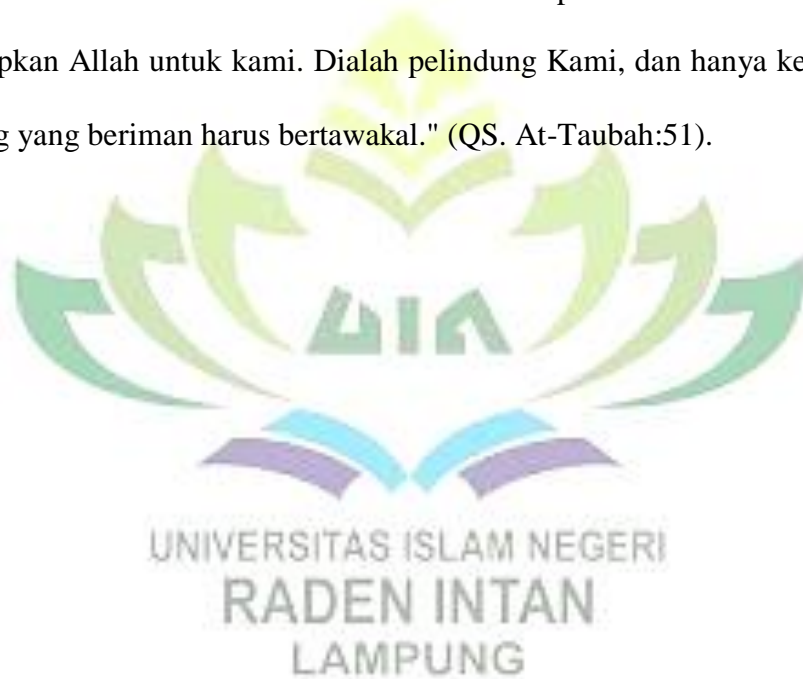 pkan Allah untuk kami. Dialah pelindung Kami, dan hanya ke
g yang beriman harus bertawakal." (QS. At-Taubah:51).
UIN
UNIVERSITAS ISLAM NEGERI
RADEN INTAN
LAMPUNG